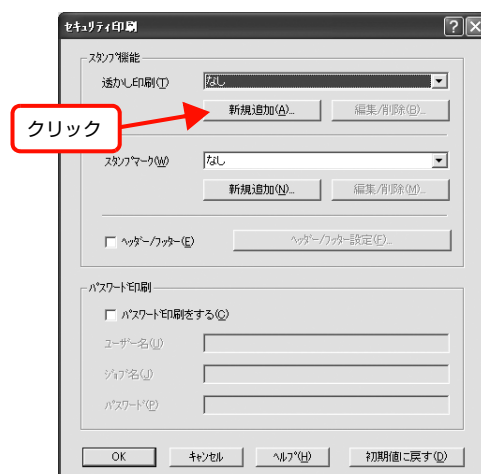 セキュリティ印刷
スタンプ機能
透かし印刷(T) なし
新規追加(A)... 編集/削除(B)...
クリック
スタンプマーク(W) なし
新規追加(N)... 編集/削除(M)...
ヘッダー/フッター(E) ヘッダー/フッター設定(F)...
パスワード印刷
パスワード印刷をする(C)
ユーザー名(U)
ジョブ名(J)
パスワード(P)
OK キャンセル ヘルプ(H) 初期値に戻す(D)